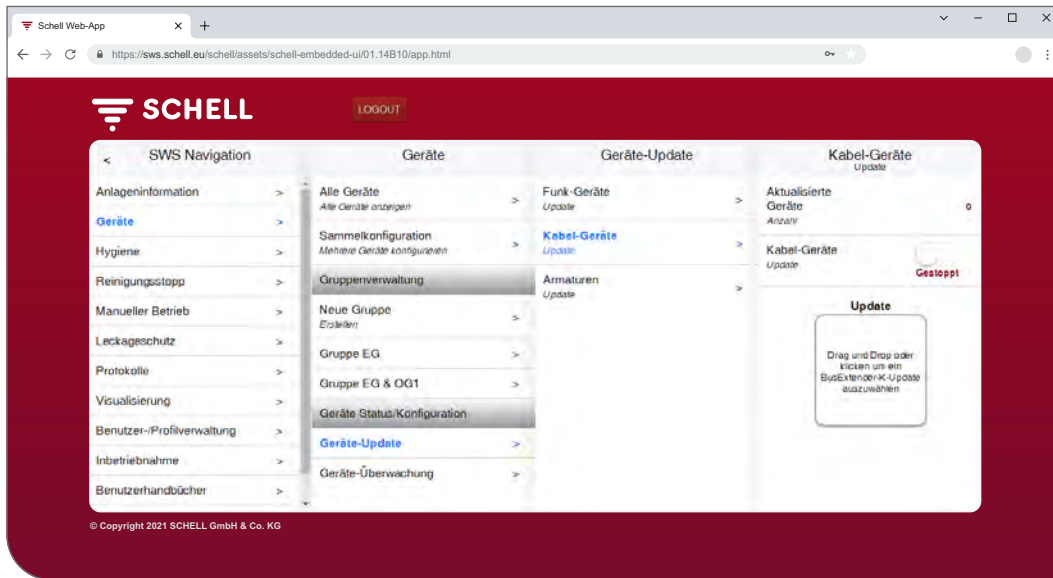 Schell Web-App
https://sws.schell.eu/schell/assets/schell-embedded-ui/01.14B10/app.html
SCHELL
LOGOUT
< SWS Navigation
Anlageninformation >
Geräte >
Hygiene >
Reinigungsstopp >
Manueller Betrieb >
Leckageschutz >
Protokolle >
Visualisierung >
Benutzer-/Profilverwaltung >
Inbetriebnahme >
Benutzerhandbücher >
Geräte
Alle Geräte >
Alle Geräte anzeigen
Sammelkonfiguration >
Mehrere Geräte konfigurieren
Gruppenverwaltung
Neue Gruppe >
Erstellen
Gruppe EG >
Gruppe EG & OG1 >
Geräte Status/Konfiguration
Geräte-Update >
Geräte-Überwachung >
Geräte-Update
Funk-Geräte >
Update
Kabel-Geräte >
Update
Armaturen >
Update
Kabel-Geräte
Update
Aktualisierte
Geräte 0
Anzahl
Kabel-Geräte
Update
Gestoppt
Update
Drag und Drop oder
klicken um ein
BusExtender-K-Update
auszuwählen
© Copyright 2021 SCHELL GmbH & Co. KG